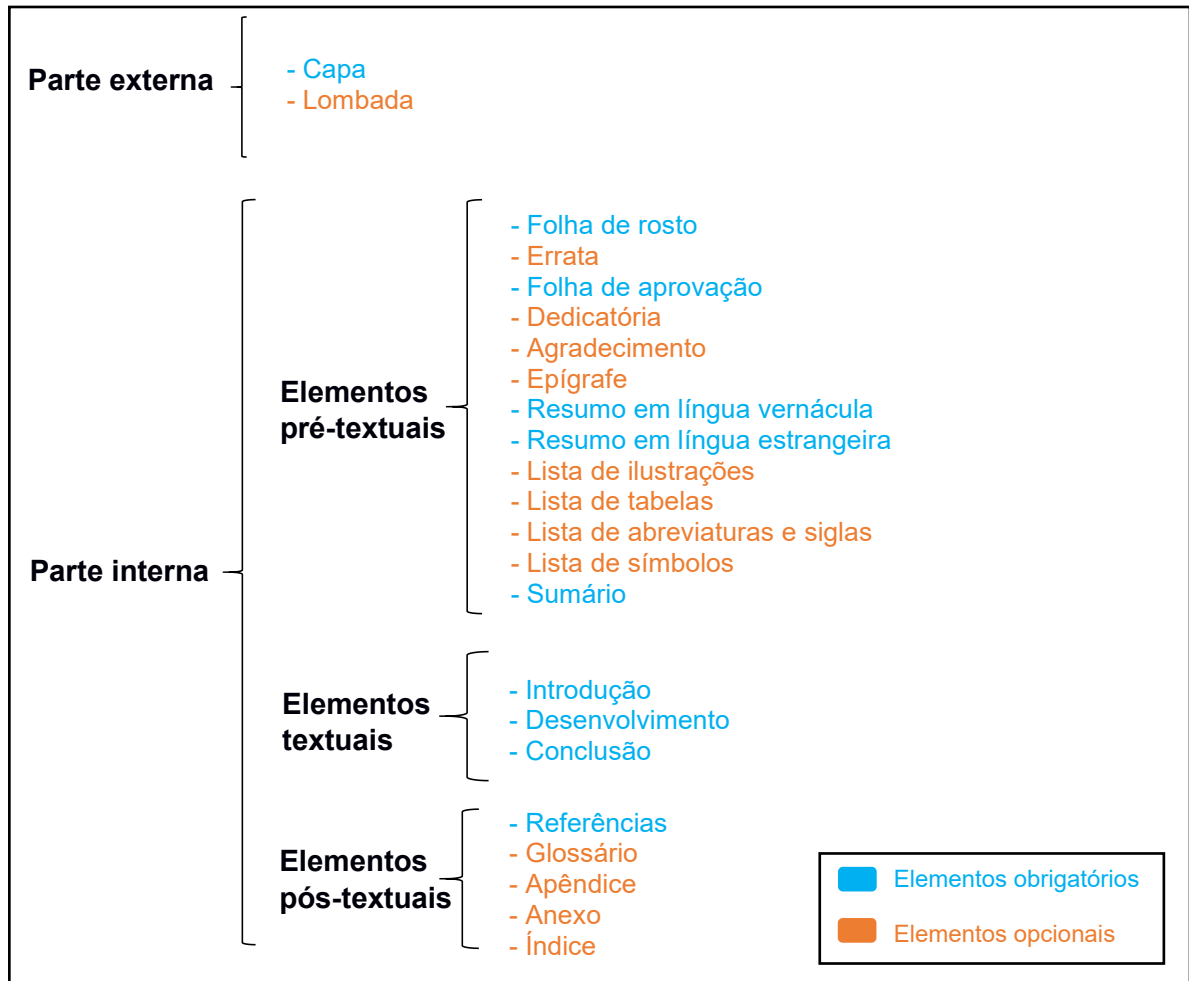 Parte externa
- Capa
- Lombada
Parte interna
Elementos
pré-textuais
- Folha de rosto
- Errata
- Folha de aprovação
- Dedicatória
- Agradecimento
- Epígrafe
- Resumo em língua vernácula
- Resumo em língua estrangeira
- Lista de ilustrações
- Lista de tabelas
- Lista de abreviaturas e siglas
- Lista de símbolos
- Sumário
Elementos
textuais
- Introdução
- Desenvolvimento
- Conclusão
Elementos
pós-textuais
- Referências
- Glossário
- Apêndice
- Anexo
- Índice
Elementos obrigatórios
Elementos opcionais